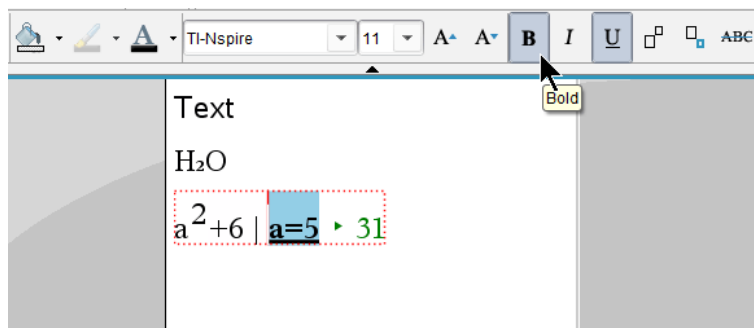 TI-Nspire 11 A A B I U ABC
Bold
Text
H₂O
a²+6 | a=5 ▸ 31